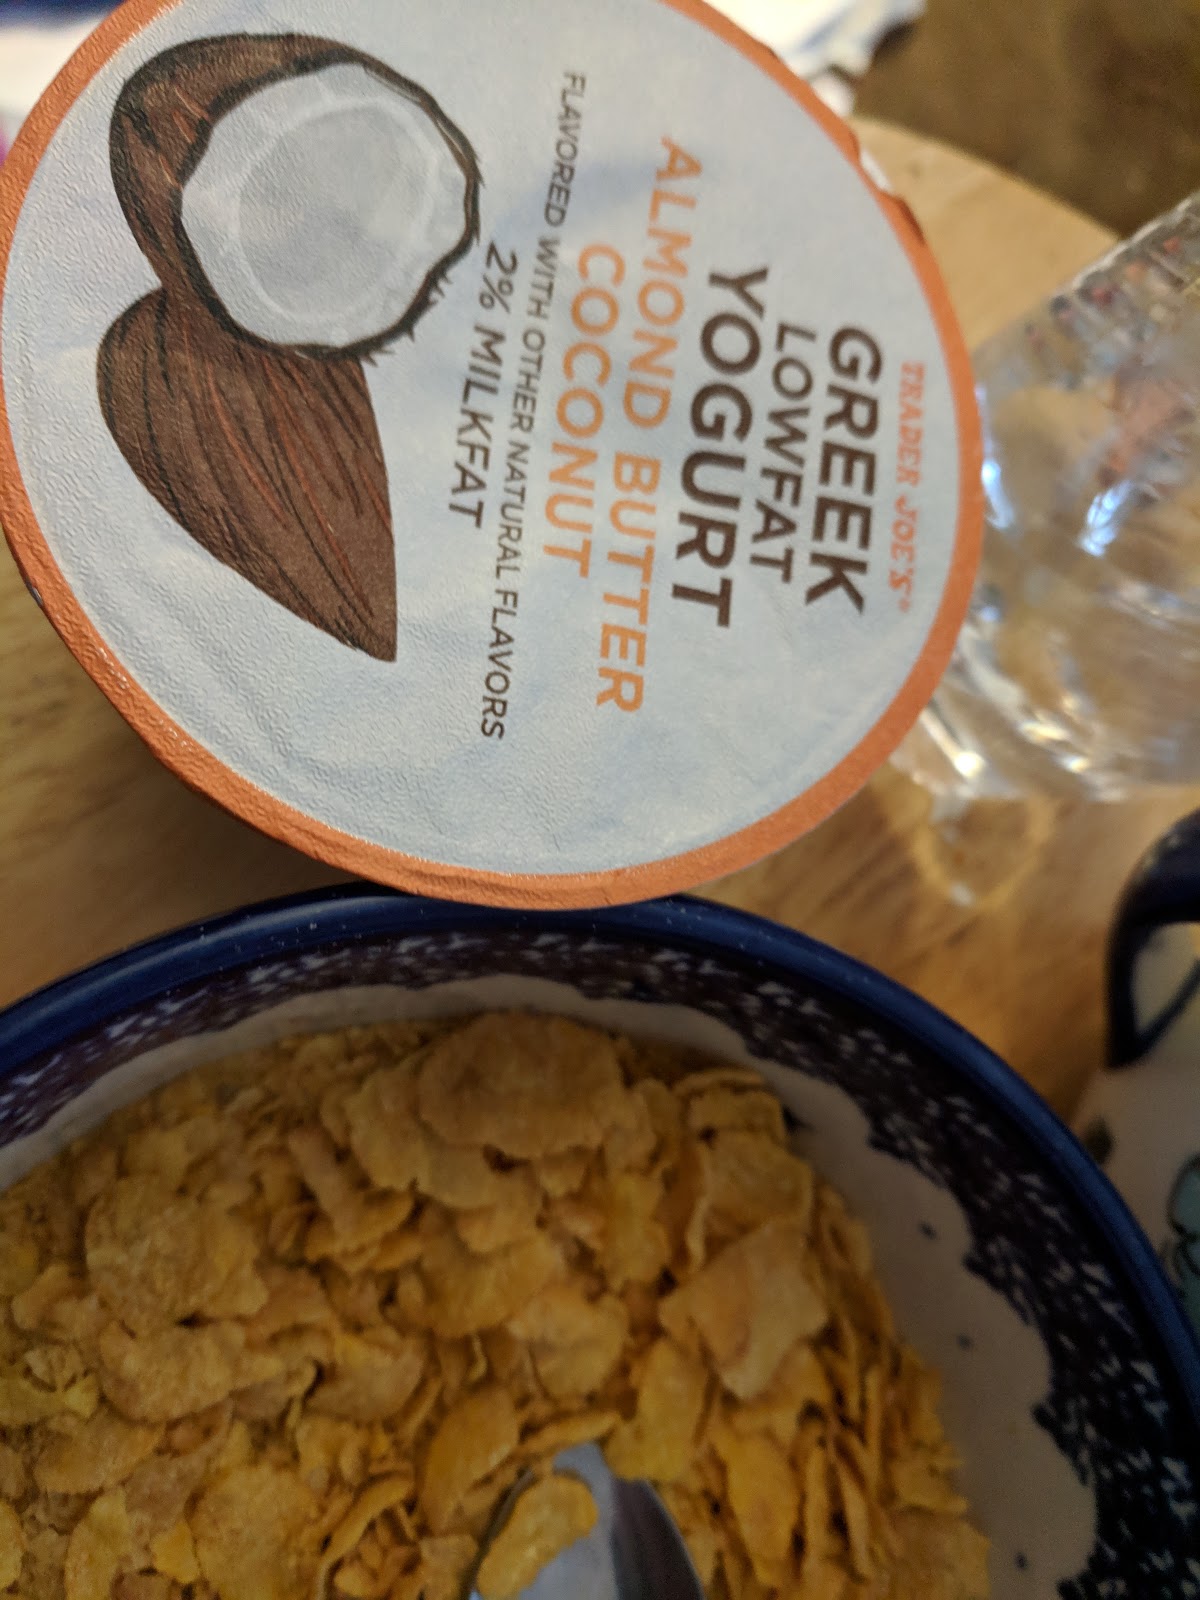 TRADER JOE'S®
GREEK
LOWFAT
YOGURT
ALMOND BUTTER
COCONUT
FLAVORED WITH OTHER NATURAL FLAVORS
2% MILKFAT